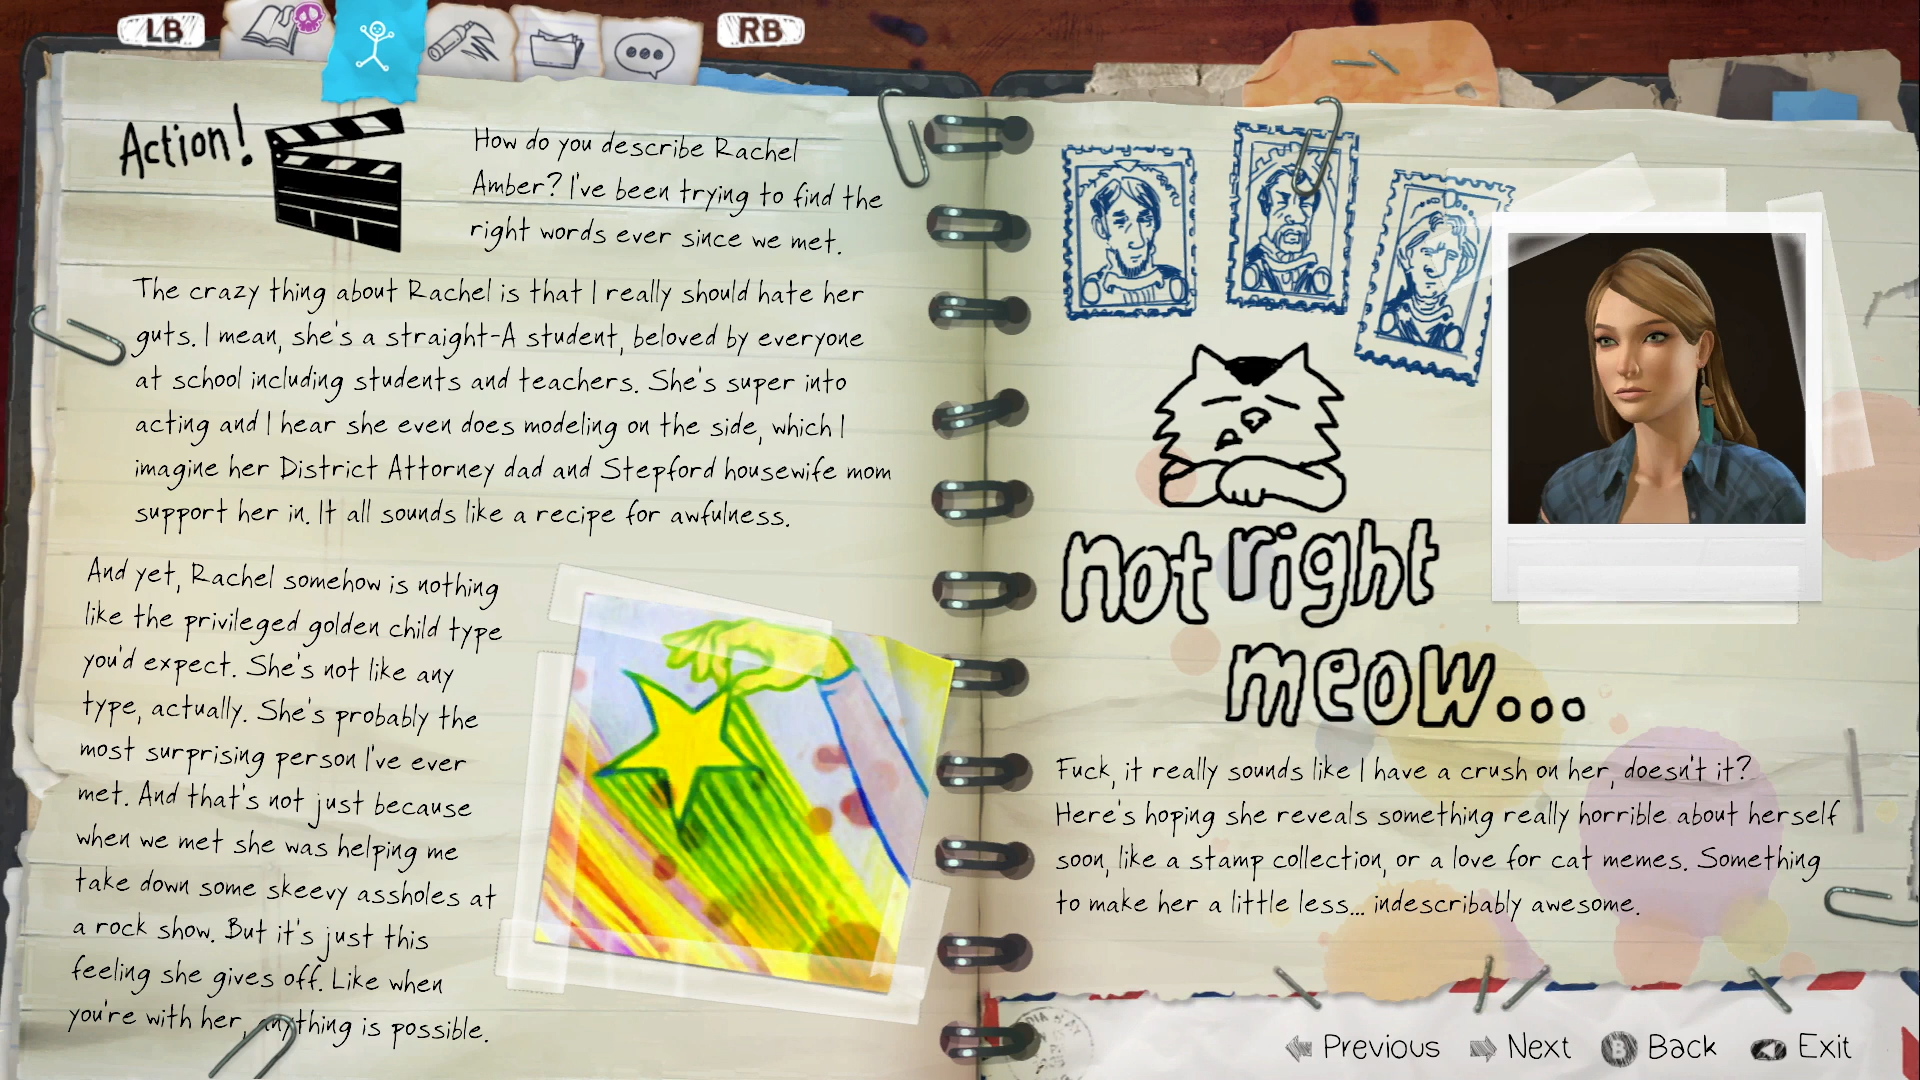 LB
RB
Action!
How do you describe Rachel
Amber? I've been trying to find the
right words ever since we met.
The crazy thing about Rachel is that I really should hate her
guts. I mean, she's a straight-A student, beloved by everyone
at school including students and teachers. She's super into
acting and I hear she even does modeling on the side, which I
imagine her District Attorney dad and Stepford housewife mom
support her in. It all sounds like a recipe for awfulness.
And yet, Rachel somehow is nothing
like the privileged golden child type
you'd expect. She's not like any
type, actually. She's probably the
most surprising person I've ever
met. And that's not just because
when we met she was helping me
take down some skeevy assholes at
a rock show. But it's just this
feeling she gives off. Like when
you're with her, anything is possible.
not right
meow...
Fuck, it really sounds like I have a crush on her, doesn't it?
Here's hoping she reveals something really horrible about herself
soon, like a stamp collection, or a love for cat memes. Something
to make her a little less... indescribably awesome.
Previous
Next
B Back
Exit